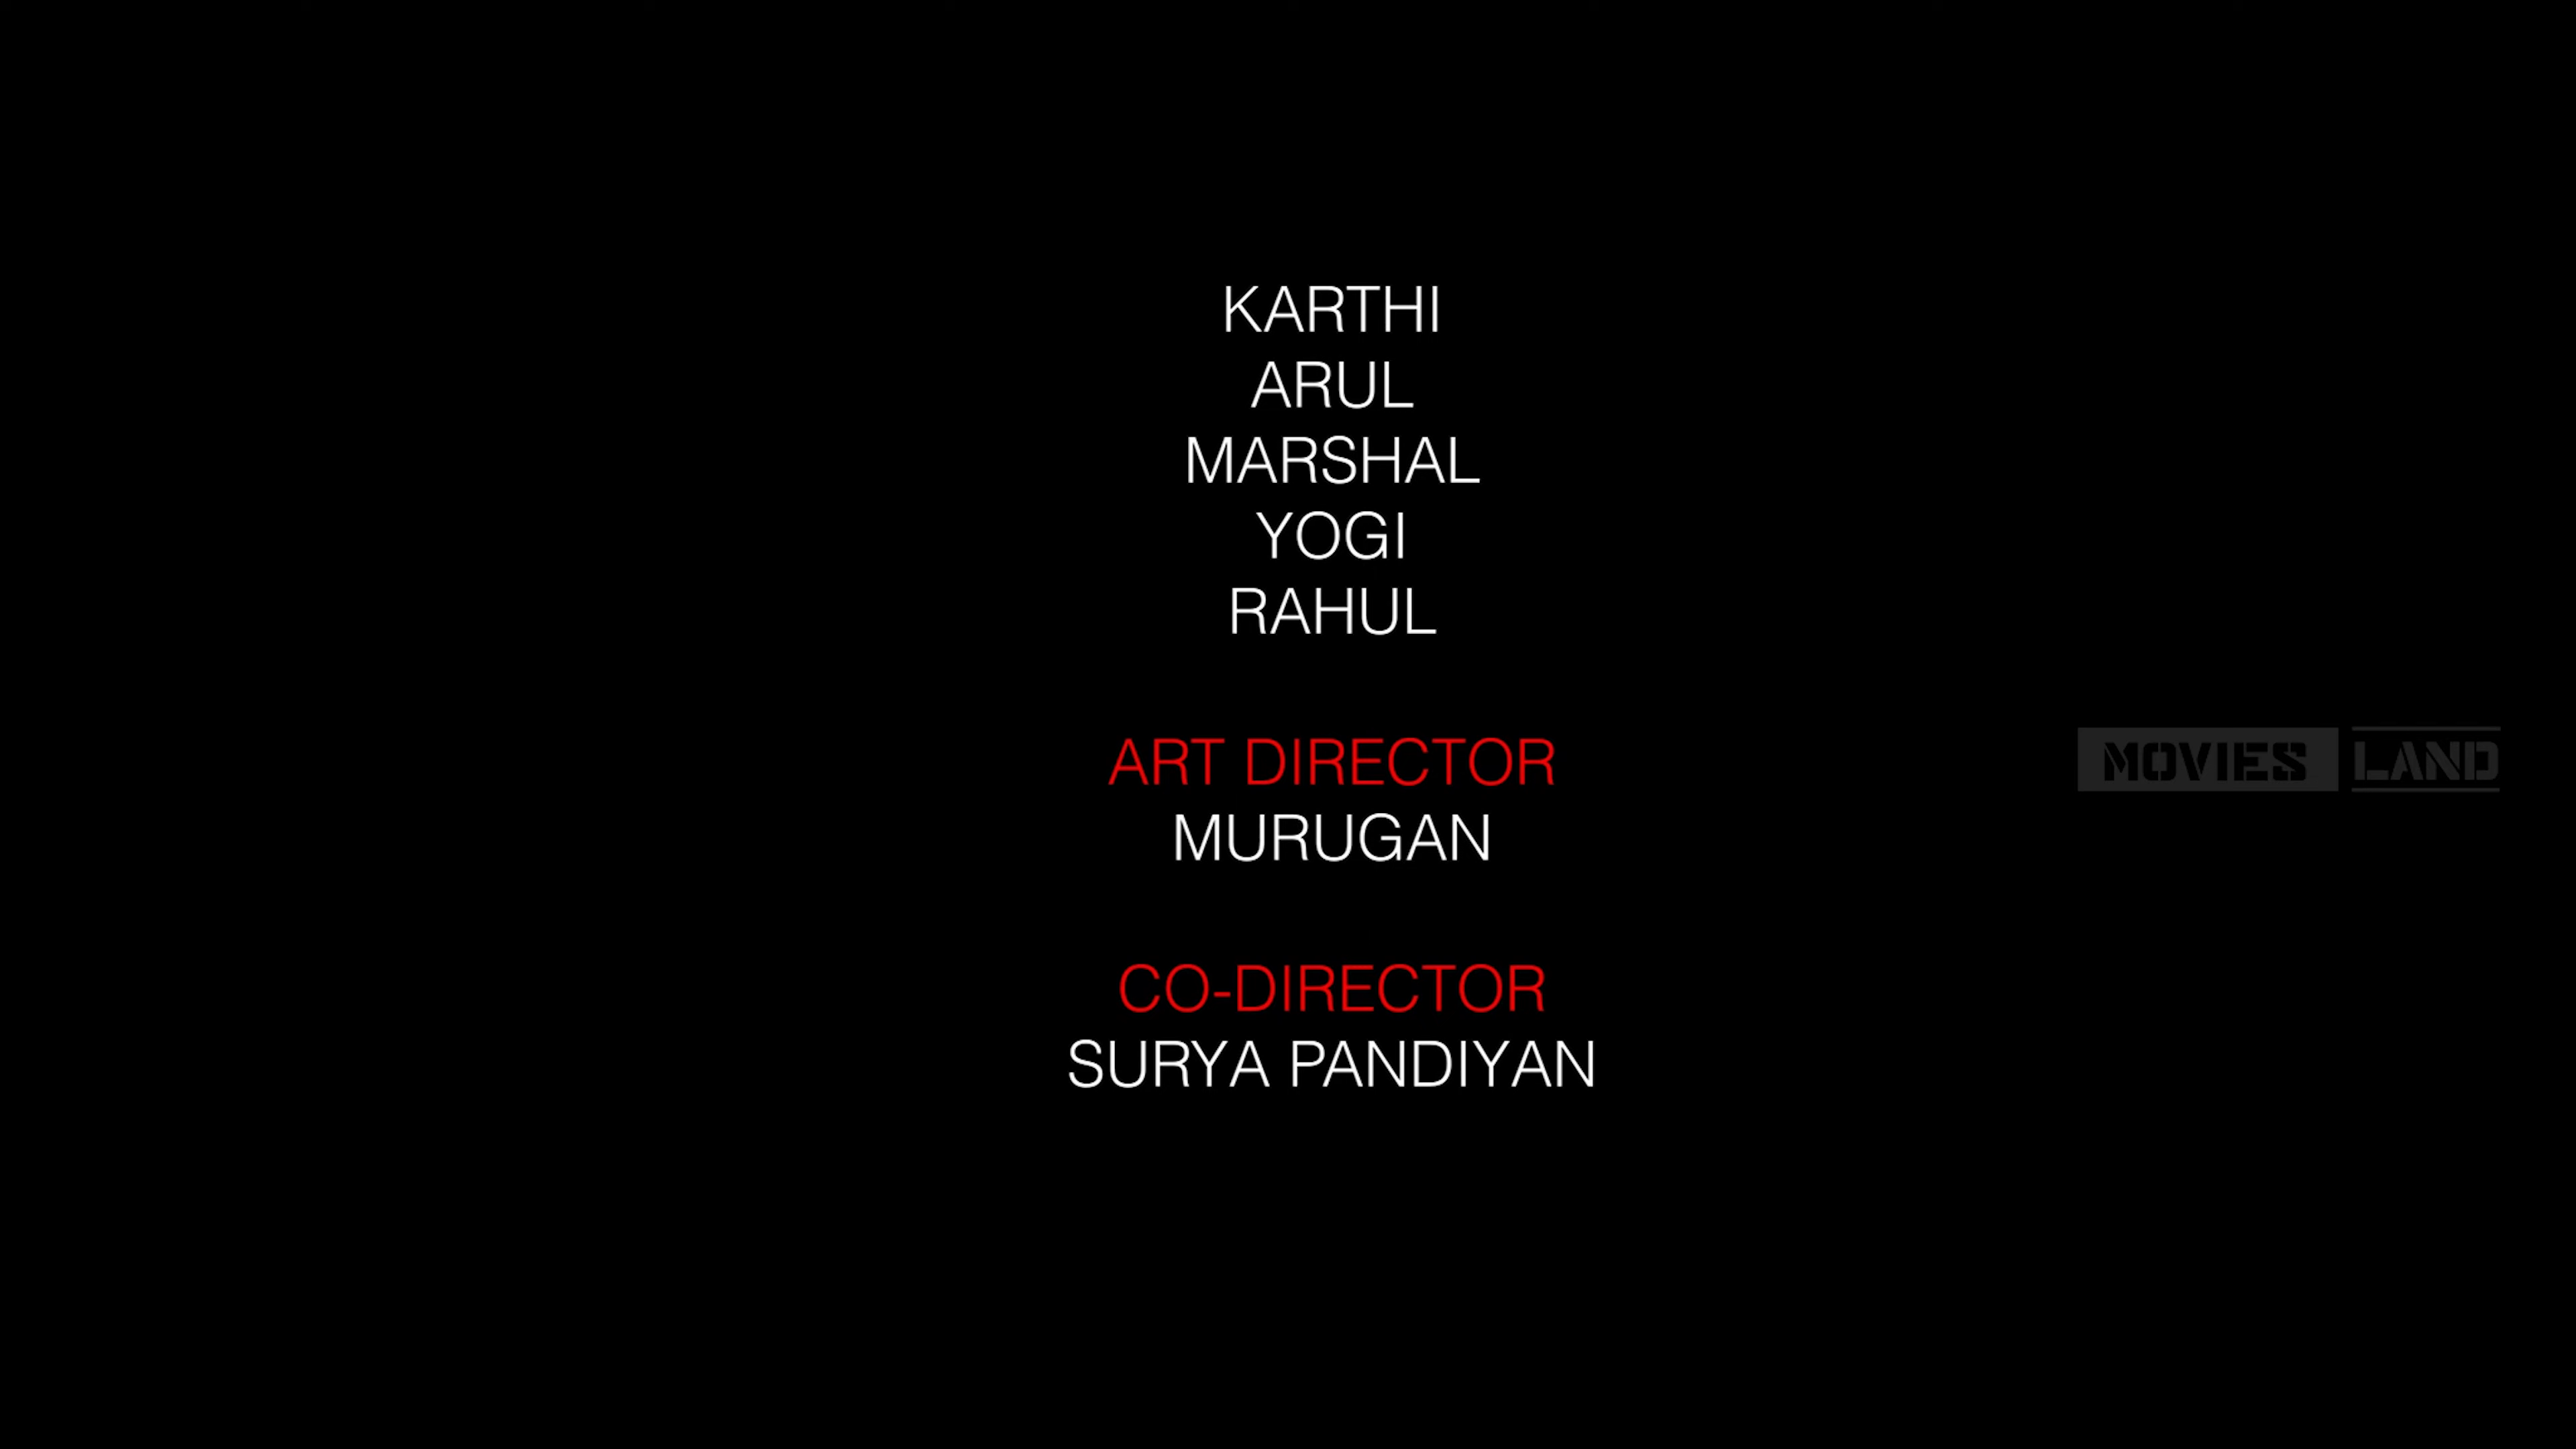 KARTHI
ARUL
MARSHAL
YOGI
RAHUL
ART DIRECTOR
MURUGAN
MOVIES LAND
CO-DIRECTOR
SURYA PANDIYAN